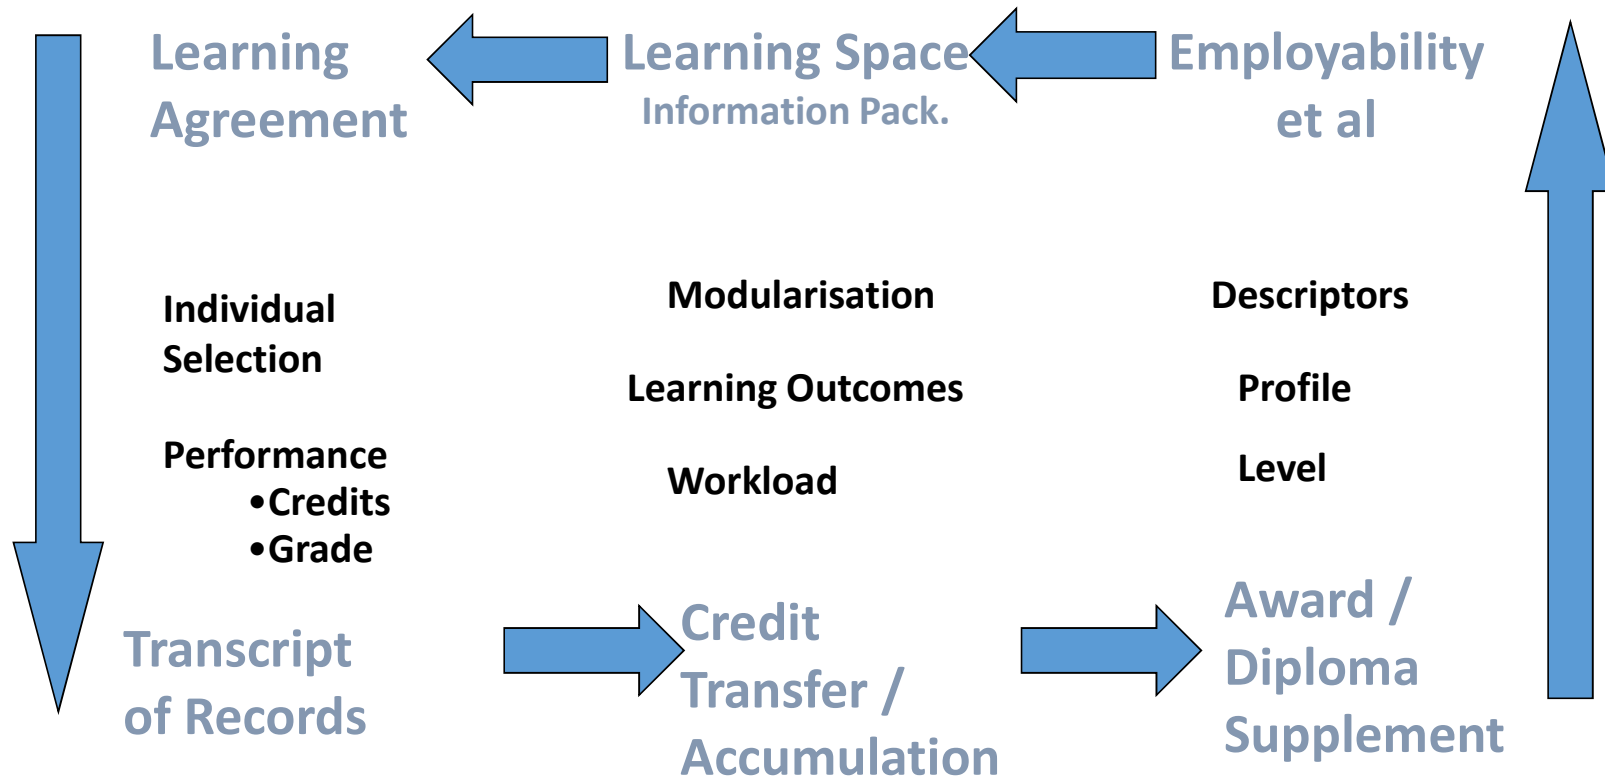 Learning
Agreement
Learning Space
Information Pack.
Employability
et al
Individual
Selection
Performance
•Credits
•Grade
Modularisation
Learning Outcomes
Workload
Descriptors
Profile
Level
Transcript
of Records
Credit
Transfer /
Accumulation
Award /
Diploma
Supplement